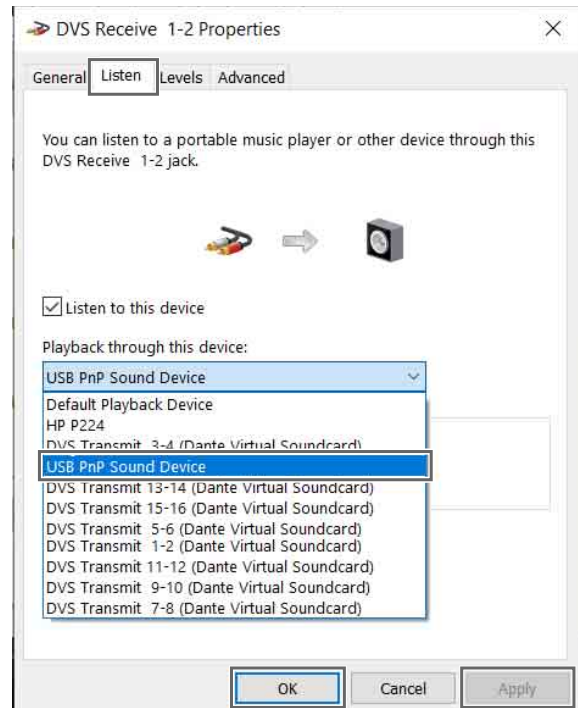 DVS Receive  1-2 Properties
General Listen Levels Advanced
You can listen to a portable music player or other device through this
DVS Receive  1-2 jack.
Listen to this device
Playback through this device:
USB PnP Sound Device
Default Playback Device
HP P224
DVS Transmit  3-4 (Dante Virtual Soundcard)
USB PnP Sound Device
DVS Transmit 13-14 (Dante Virtual Soundcard)
DVS Transmit 15-16 (Dante Virtual Soundcard)
DVS Transmit  5-6 (Dante Virtual Soundcard)
DVS Transmit  1-2 (Dante Virtual Soundcard)
DVS Transmit 11-12 (Dante Virtual Soundcard)
DVS Transmit  9-10 (Dante Virtual Soundcard)
DVS Transmit  7-8 (Dante Virtual Soundcard)
OK Cancel Apply